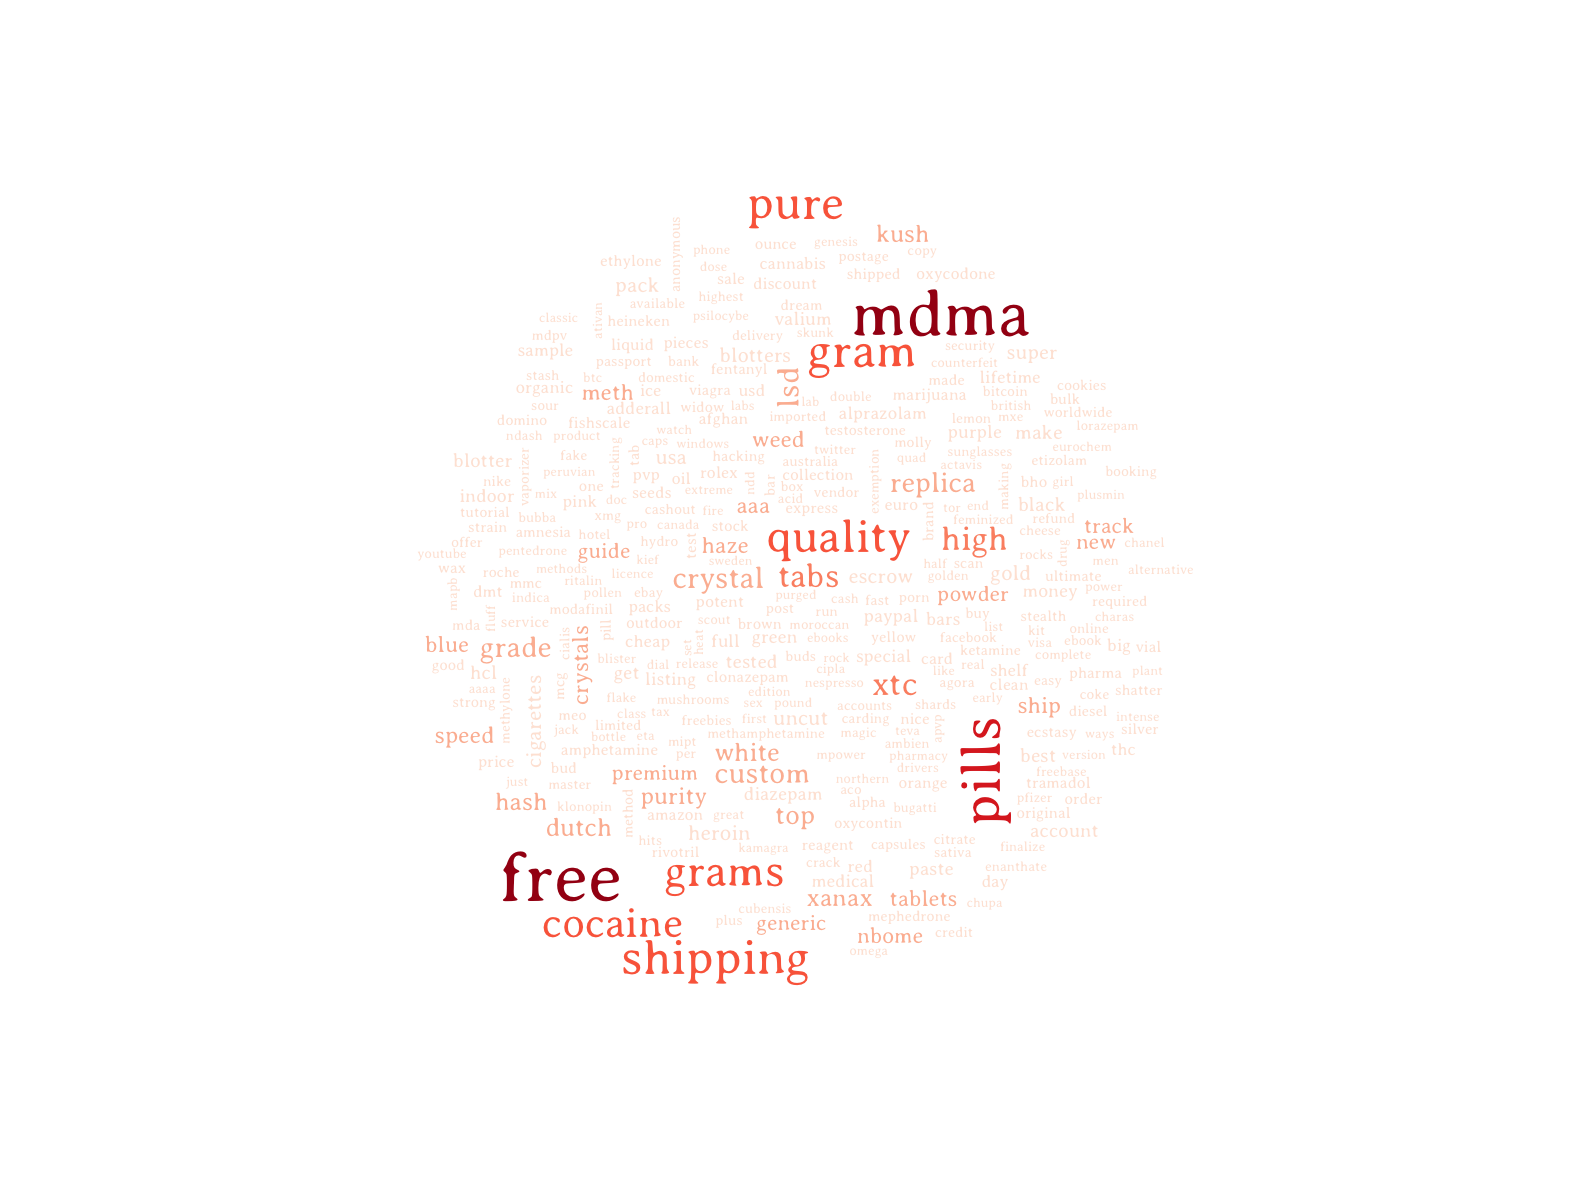 pure
kush
anonymous
phone
ounce
genesis
copy
ethylone
dose
cannabis
postage
pack
sale
discount
shipped
oxycodone
available
highest
dream
mdma
classic
ativan
heineken
psilocybe
valium
mdpv
delivery
skunk
gram
security
sample
liquid
pieces
blotters
counterfeit
super
passport
bank
fentanyl
stash
btc
domestic
lsd
made
lifetime
organic
meth
ice
viagra
usd
marijuana
bitcoin
cookies
sour
adderall
widow
labs
lab
double
british
bulk
domino
fishscale
afghan
imported
alprazolam
lemon
mxe
worldwide
ndash
product
watch
testosterone
purple
make
lorazepam
caps
windows
weed
molly
eurochem
tracking
tab
twitter
sunglasses
blotter
fake
usa
hacking
australia
quad
actavis
etizolam
nike
vaporizer
peruvian
pvp
oil
rolex
ndd
bar
collection
exemption
replica
making
bho
girl
booking
indoor
mix
one
seeds
extreme
box
vendor
plusmin
tutorial
pink
doc
cashout
fire
aaa
acid
express
euro
brand
tor
end
black
strain
bubba
xmg
pro
canada
stock
feminized
refund
track
offer
amnesia
hotel
hydro
test
haze
quality
high
cheese
new
chanel
youtube
pentedrone
guide
kief
sweden
half
scan
rocks
drug
men
wax
roche
methods
licence
crystal
tabs
escrow
golden
gold
ultimate
alternative
mapb
dmt
mmc
ritalin
pollen
ebay
purged
cash
fast
porn
powder
money
power
indica
modafinil
packs
potent
post
run
required
mda
fluff
service
pill
outdoor
scout
brown
moroccan
paypal
bars
buy
stealth
charas
blue
grade
cialis
crystals
cheap
set
heat
full
green
ebooks
yellow
facebook
list
kit
online
visa
ebook
big
vial
good
blister
dial
release
tested
buds
rock
special
card
ketamine
complete
hcl
get
listing
clonazepam
cipla
like
real
shelf
pharma
plant
aaaa
mcg
nespresso
xtc
agora
clean
easy
coke
shatter
strong
methylone
cigarettes
flake
mushrooms
edition
sex
pound
accounts
shards
early
ship
diesel
intense
meo
class
tax
freebies
first
uncut
carding
nice
pills
speed
jack
limited
bottle
eta
methamphetamine
magic
teva
apvp
ecstasy
ways
silver
amphetamine
mipt
per
white
mpower
ambien
pharmacy
best
version
thc
price
bud
premium
custom
drivers
freebase
just
master
northern
orange
tramadol
hash
klonopin
method
purity
diazepam
aco
alpha
bugatti
pfizer
order
dutch
amazon
great
top
oxycontin
original
account
hits
heroin
citrate
rivotril
kamagra
reagent
capsules
sativa
finalize
free
grams
crack
red
paste
enanthate
medical
day
xanax
tablets
chupa
cocaine
cubensis
mephedrone
plus
generic
nbome
credit
shipping
omega